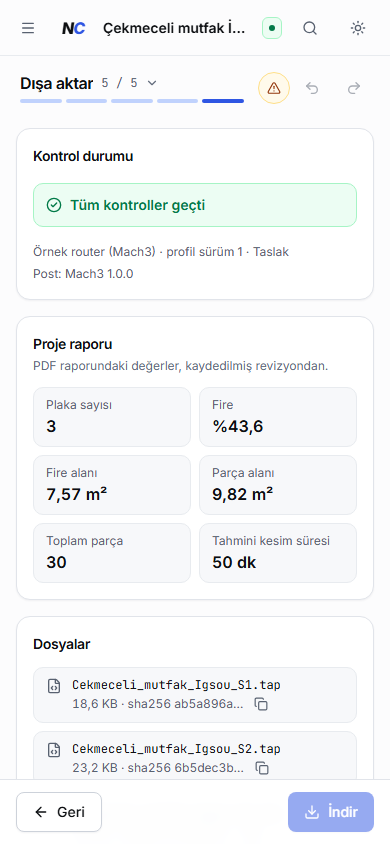 NC Çekmeceli mutfak İ...
Dışa aktar 5 / 5
Kontrol durumu
Tüm kontroller geçti
Örnek router (Mach3) · profil sürüm 1 · Taslak
Post: Mach3 1.0.0
Proje raporu
PDF raporundaki değerler, kaydedilmiş revizyondan.
Plaka sayısı
3
Fire
%43,6
Fire alanı
7,57 m²
Parça alanı
9,82 m²
Toplam parça
30
Tahmini kesim süresi
50 dk
Dosyalar
Cekmeceli_mutfak_Igsou_S1.tap
18,6 KB · sha256 ab5a896a...
Cekmeceli_mutfak_Igsou_S2.tap
23,2 KB · sha256 6b5dec3b...
Geri
İndir